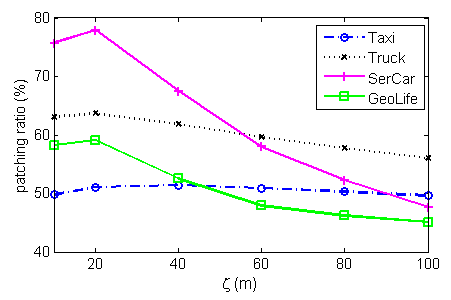 80
70
60
50
40
patching ratio (%)
Taxi
Truck
SerCar
GeoLife
20
40
60
80
100
ζ (m)